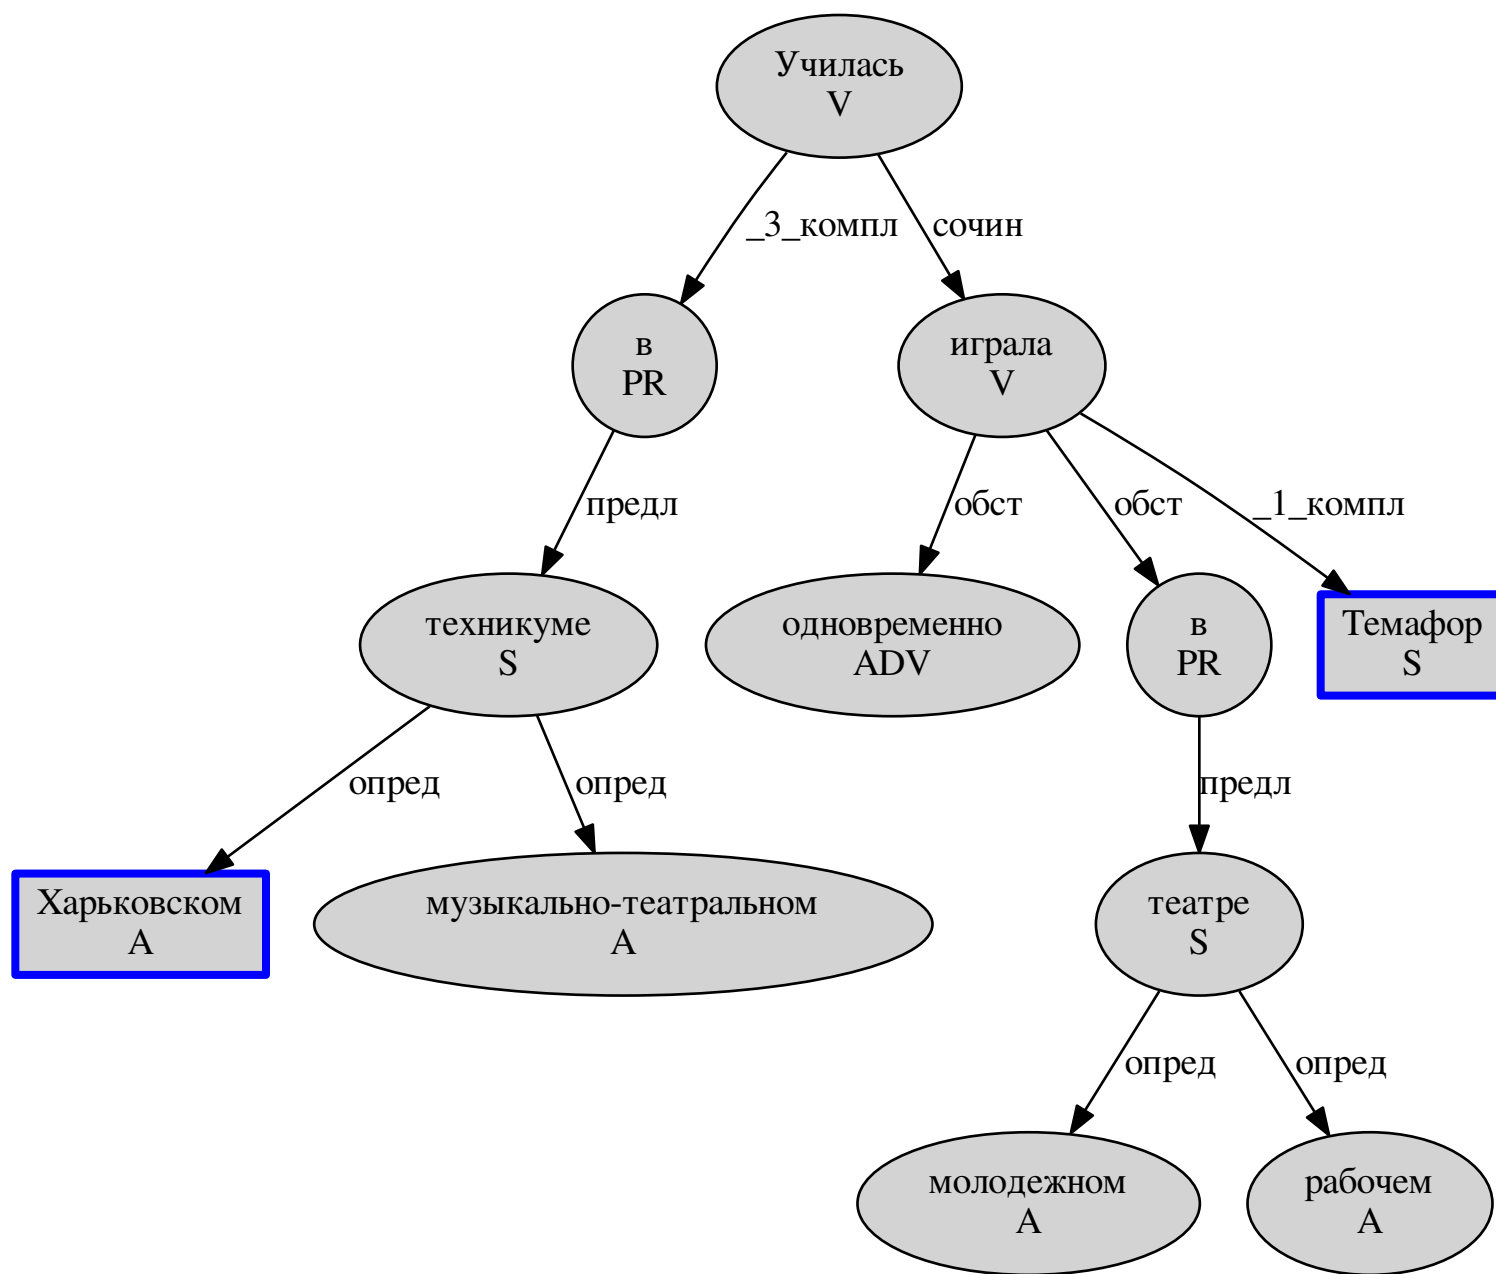 Училась
V
_3_компл
сочин
в
PR
играла
V
предл
обст
обст
_1_компл
техникуме
S
одновременно
ADV
в
PR
Темафор
S
опред
опред
предл
Харьковском
A
музыкально-театральном
A
театре
S
опред
опред
молодежном
A
рабочем
A